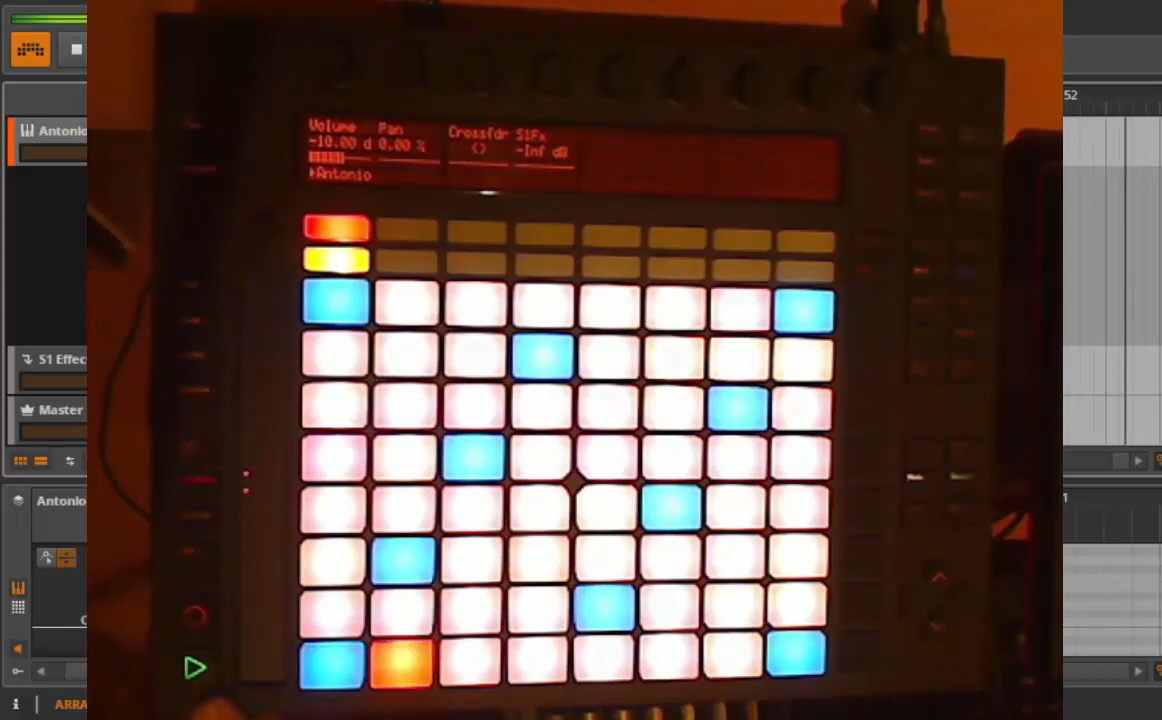 52
Antonio
Volume Pan Crossfdr S1Fx
-10.00 d 0.00 % <> -Inf dB
▶Antonio
S1 Effec
Master
Antonio
1
C
i | ARRA